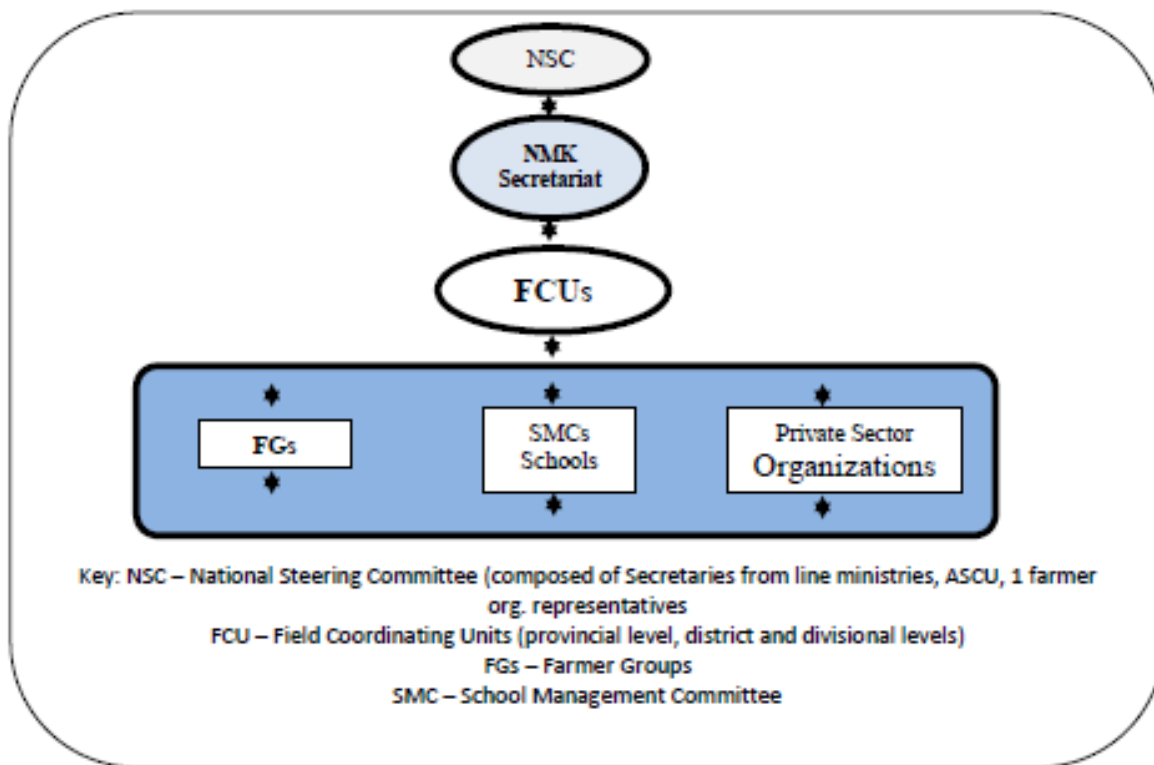 NSC
NMK
Secretariat
FCUs
FGs
SMCs
Schools
Private Sector
Organizations
Key: NSC – National Steering Committee (composed of Secretaries from line ministries, ASCU, 1 farmer
org. representatives
FCU – Field Coordinating Units (provincial level, district and divisional levels)
FGs – Farmer Groups
SMC – School Management Committee